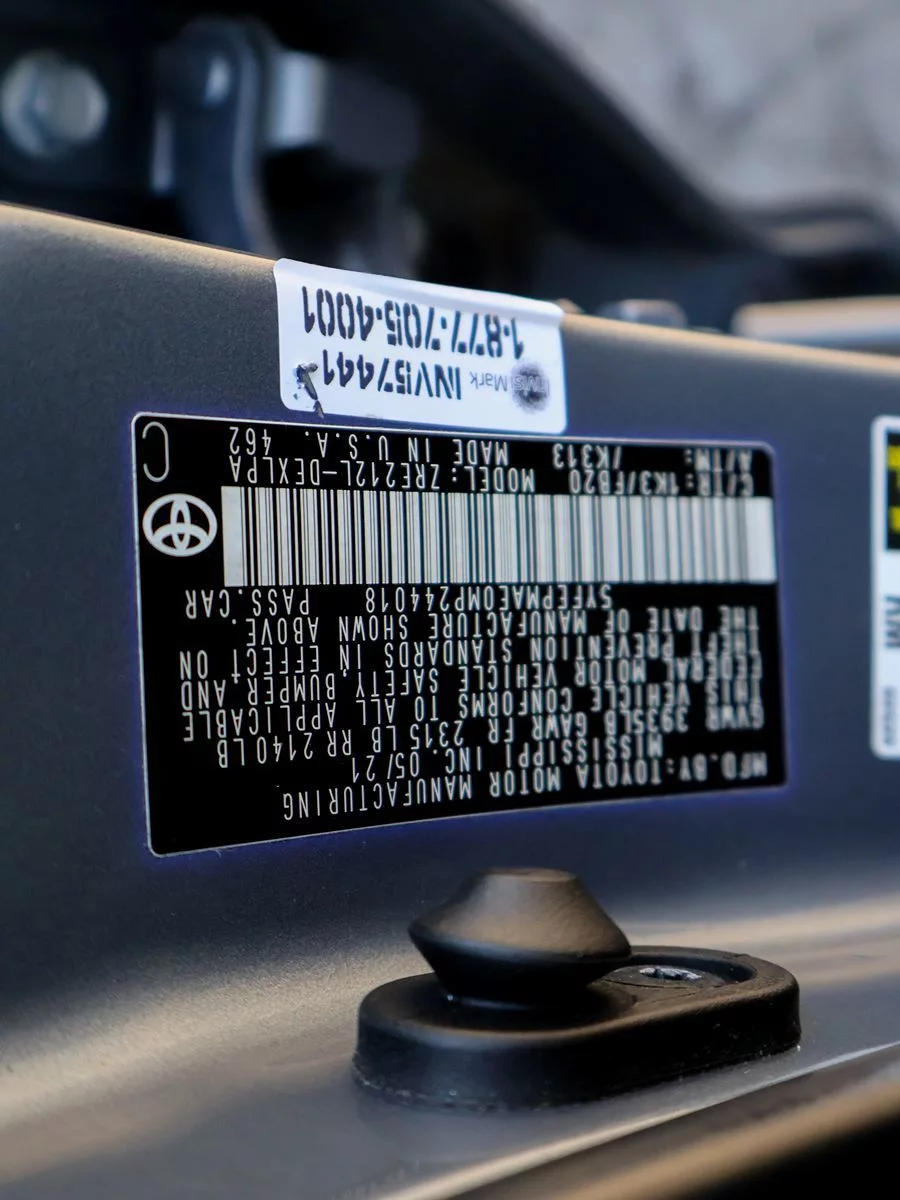 MFD.BY:TOYOTA MOTOR MANUFACTURING
MISSISSIPPI INC. 05/21
GVWR 3935LB GAWR FR 2315 LB RR 2140LB
THIS VEHICLE CONFORMS TO ALL APPLICABLE
FEDERAL MOTOR VEHICLE SAFETY, BUMPER AND
THEFT PREVENTION STANDARDS IN EFFECT ON
THE DATE OF MANUFACTURE SHOWN ABOVE.
5YFEPMAE0MP244018 PASS.CAR
C/TR:1K3/FB20 MODEL:ZRE212L-DEXLPA
A/TM: /K313 MADE IN U.S.A. 462
Mark INV57441
1-877-705-4001